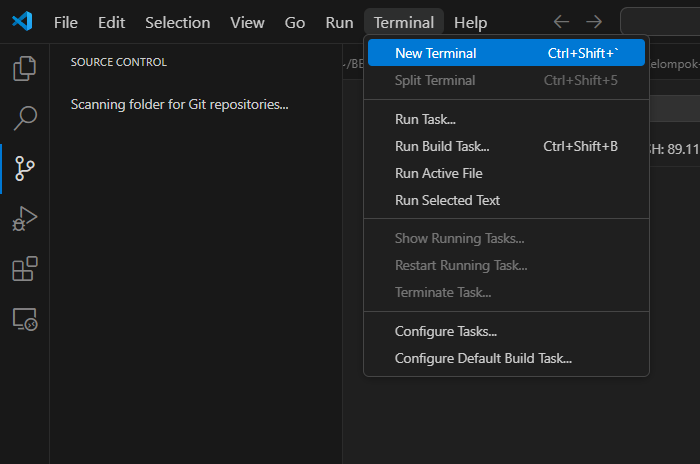 File Edit Selection View Go Run Terminal Help
SOURCE CONTROL
Scanning folder for Git repositories...
New Terminal Ctrl+Shift+`
Split Terminal Ctrl+Shift+5
Run Task...
Run Build Task... Ctrl+Shift+B
Run Active File
Run Selected Text
Show Running Tasks...
Restart Running Task...
Terminate Task...
Configure Tasks...
Configure Default Build Task...
~/BE
elompok-
SH: 89.11